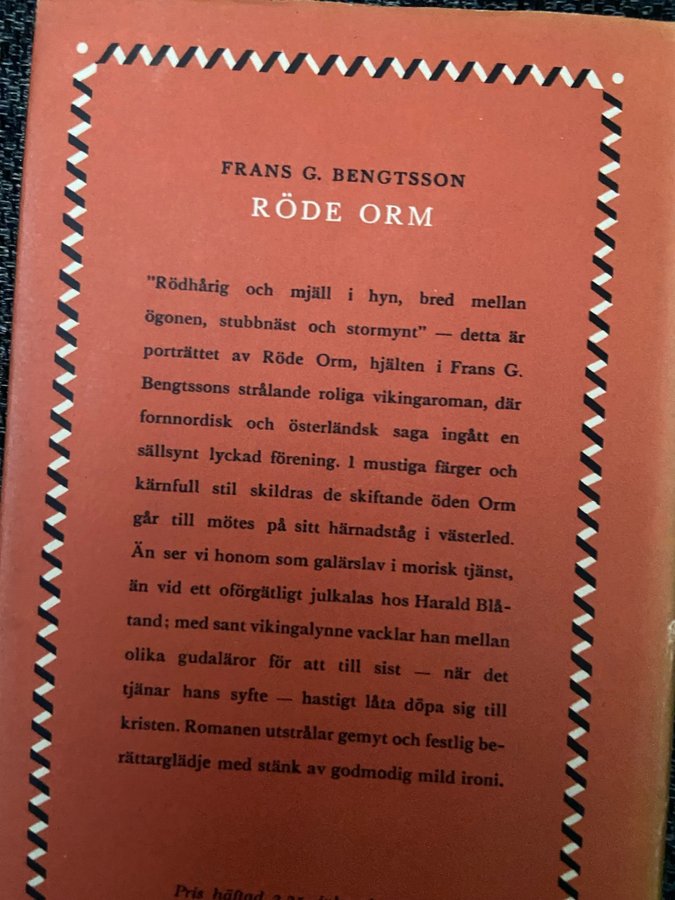 FRANS G. BENGTSSON
RÖDE ORM
"Rödhårig och mjäll i hyn, bred mellan
ögonen, stubbnäst och stormynt" — detta är
porträttet av Röde Orm, hjälten i Frans G.
Bengtssons strålande roliga vikingaroman, där
fornnordisk och österländsk saga ingått en
sällsynt lyckad förening. I mustiga färger och
kärnfull stil skildras de skiftande öden Orm
går till mötes på sitt härnadståg i västerled.
Än ser vi honom som galärslav i morisk tjänst,
än vid ett oförgätligt julkalas hos Harald Blå-
tand; med sant vikingalynne vacklar han mellan
olika gudaläror för att till sist — när det
tjänar hans syfte — hastigt låta döpa sig till
kristen. Romanen utstrålar gemyt och festlig be-
rättarglädje med stänk av godmodig mild ironi.
Pris häftad